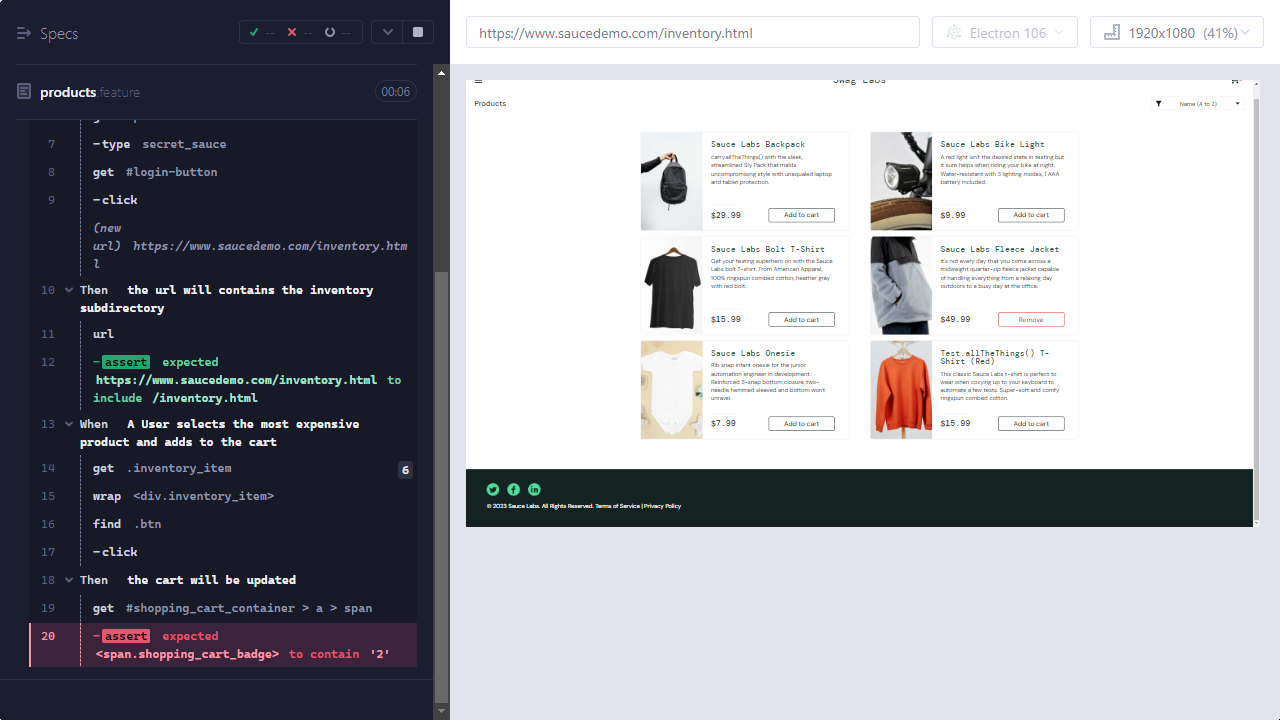 Specs
-- -- --
https://www.saucedemo.com/inventory.html
Electron 106
1920x1080 (41%)
products.feature
00:06
7 -type secret_sauce
8 get #login-button
9 -click
(new
url) https://www.saucedemo.com/inventory.htm
l
10 Then the url will contains the inventory
subdirectory
11 url
12 -assert expected
https://www.saucedemo.com/inventory.html to
include /inventory.html
13 When A User selects the most expensive
product and adds to the cart
14 get .inventory_item 6
15 wrap <div.inventory_item>
16 find .btn
17 -click
18 Then the cart will be updated
19 get #shopping_cart_container > a > span
20 -assert expected
<span.shopping_cart_badge> to contain '2'
Swag Labs
Products
Name (A to Z)
Sauce Labs Backpack
carry.allTheThings() with the sleek,
streamlined Sly Pack that melds
uncompromising style with unequaled laptop
and tablet protection.
$29.99 Add to cart
Sauce Labs Bike Light
A red light isn't the desired state in testing but
it sure helps when riding your bike at night.
Water-resistant with 3 lighting modes, 1 AAA
battery included.
$9.99 Add to cart
Sauce Labs Bolt T-Shirt
Get your testing superhero on with the Sauce
Labs bolt T-shirt. From American Apparel,
100% ringspun combed cotton, heather gray
with red bolt.
$15.99 Add to cart
Sauce Labs Fleece Jacket
It's not every day that you come across a
midweight quarter-zip fleece jacket capable
of handling everything from a relaxing day
outdoors to a busy day at the office.
$49.99 Remove
Sauce Labs Onesie
Rib snap infant onesie for the junior
automation engineer in development.
Reinforced 3-snap bottom closure, two-
needle hemmed sleeved and bottom won't
unravel.
$7.99 Add to cart
Test.allTheThings() T-
Shirt (Red)
This classic Sauce Labs t-shirt is perfect to
wear when cozying up to your keyboard to
automate a few tests. Super-soft and comfy
ringspun combed cotton.
$15.99 Add to cart
© 2023 Sauce Labs. All Rights Reserved. Terms of Service | Privacy Policy